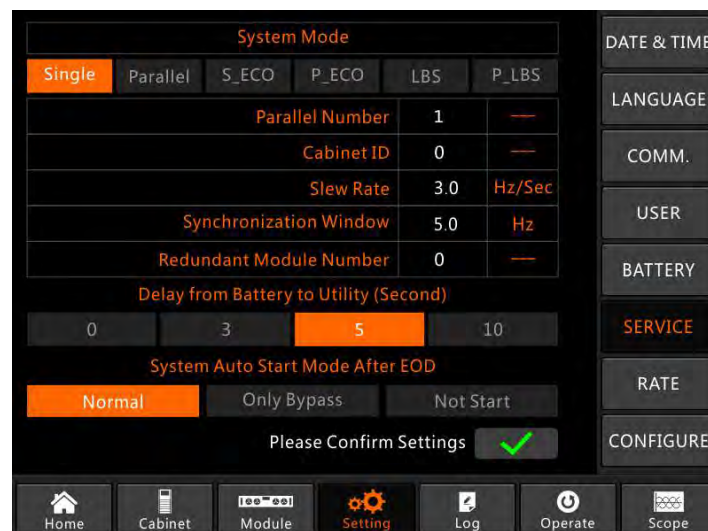 System Mode
DATE & TIME
Single Parallel S_ECO P_ECO LBS P_LBS
LANGUAGE
Parallel Number 1 ---
COMM.
Cabinet ID 0 ---
Slew Rate 3.0 Hz/Sec
USER
Synchronization Window 5.0 Hz
Redundant Module Number 0 ---
BATTERY
Delay from Battery to Utility (Second)
0 3 5 10
SERVICE
System Auto Start Mode After EOD
RATE
Normal Only Bypass Not Start
Please Confirm Settings
CONFIGURE
Home Cabinet Module Setting Log Operate Scope